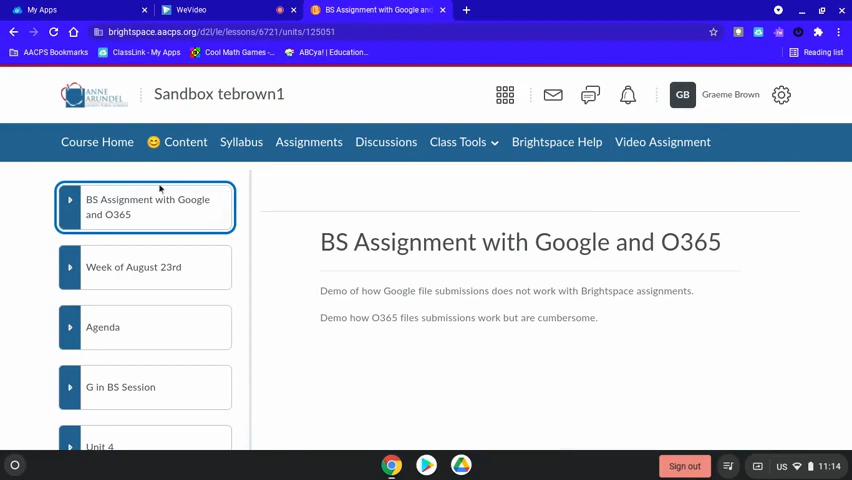 My Apps
WeVideo
BS Assignment with Google and
brightspace.aacps.org/d2l/le/lessons/6721/units/125051
AACPS Bookmarks
ClassLink - My Apps
Cool Math Games -...
ABCya! | Education...
Reading list
ANNE
ARUNDEL
Sandbox tebrown1
GB
Graeme Brown
Course Home
Content
Syllabus
Assignments
Discussions
Class Tools
Brightspace Help
Video Assignment
BS Assignment with Google
and O365
Week of August 23rd
Agenda
G in BS Session
Unit 4
BS Assignment with Google and O365
Demo of how Google file submissions does not work with Brightspace assignments.
Demo how O365 files submissions work but are cumbersome.
Sign out
US
11:14